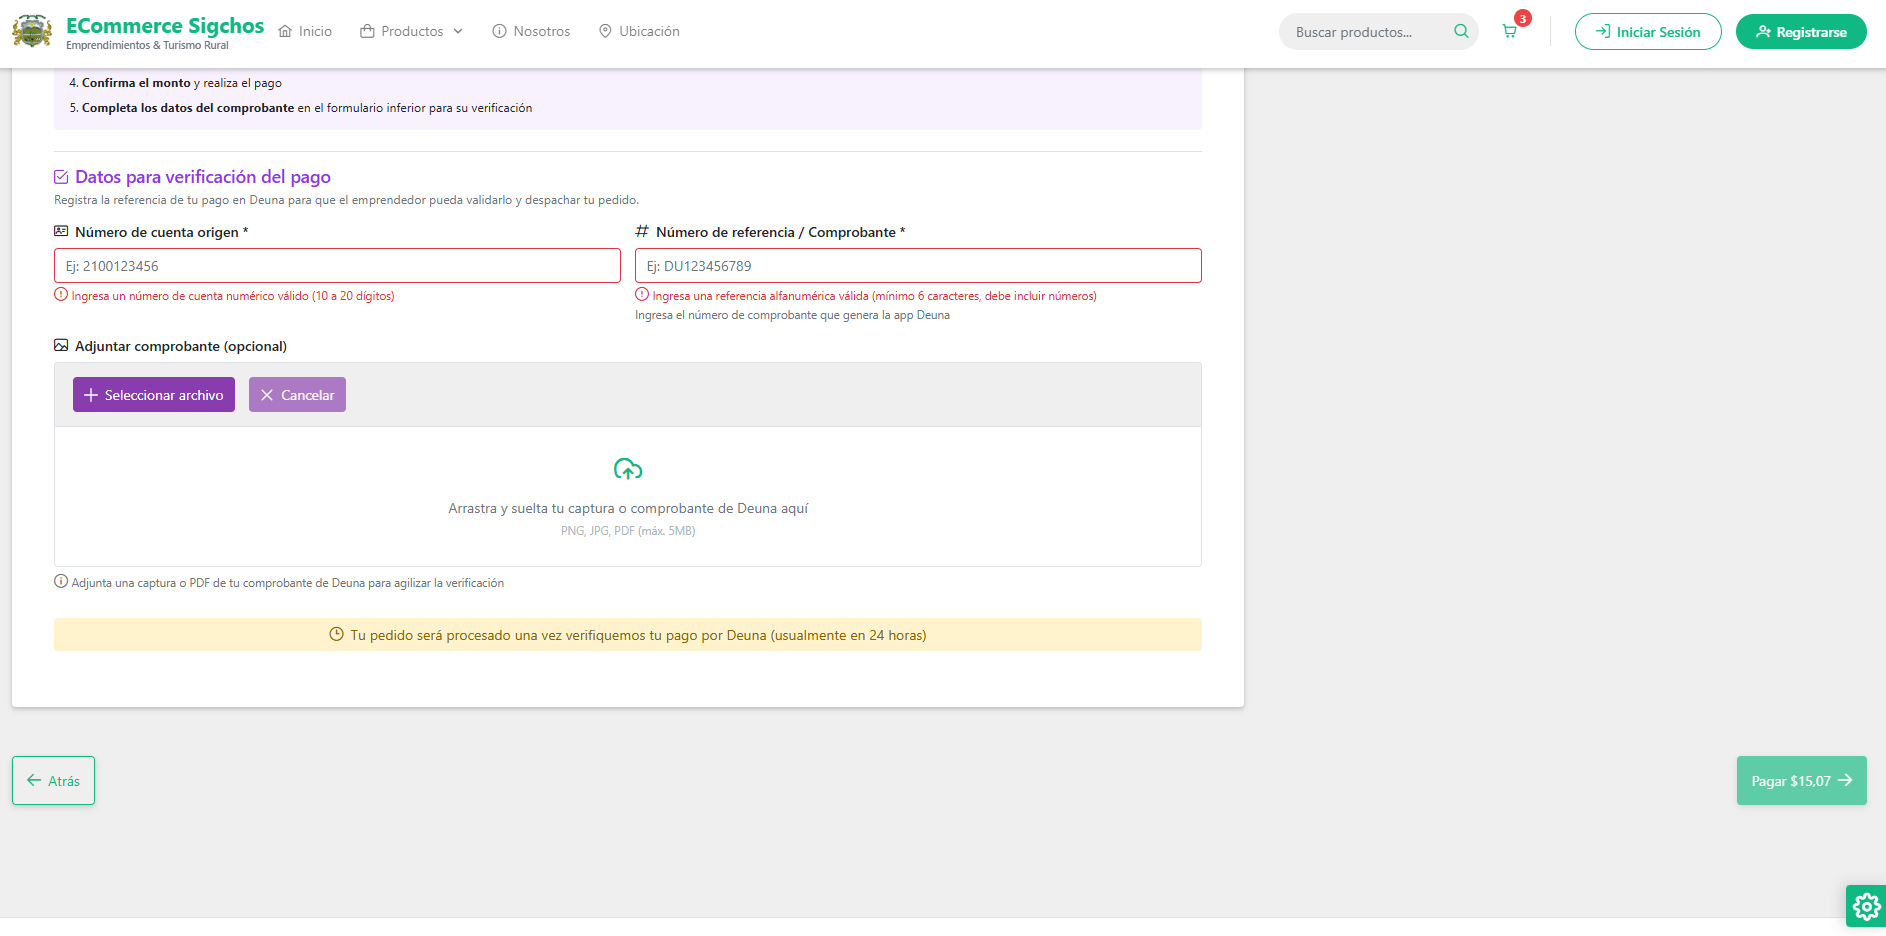 ECommerce Sigchos
Emprendimientos & Turismo Rural
Inicio
Productos
Nosotros
Ubicación
Buscar productos...
3
Iniciar Sesión
Registrarse
4. Confirma el monto y realiza el pago
5. Completa los datos del comprobante en el formulario inferior para su verificación
Datos para verificación del pago
Registra la referencia de tu pago en Deuna para que el emprendedor pueda validarlo y despachar tu pedido.
Número de cuenta origen *
Ej: 2100123456
Ingresa un número de cuenta numérico válido (10 a 20 dígitos)
# Número de referencia / Comprobante *
Ej: DU123456789
Ingresa una referencia alfanumérica válida (mínimo 6 caracteres, debe incluir números)
Ingresa el número de comprobante que genera la app Deuna
Adjuntar comprobante (opcional)
Seleccionar archivo
Cancelar
Arrastra y suelta tu captura o comprobante de Deuna aquí
PNG, JPG, PDF (máx. 5MB)
Adjunta una captura o PDF de tu comprobante de Deuna para agilizar la verificación
Tu pedido será procesado una vez verifiquemos tu pago por Deuna (usualmente en 24 horas)
Atrás
Pagar $15,07